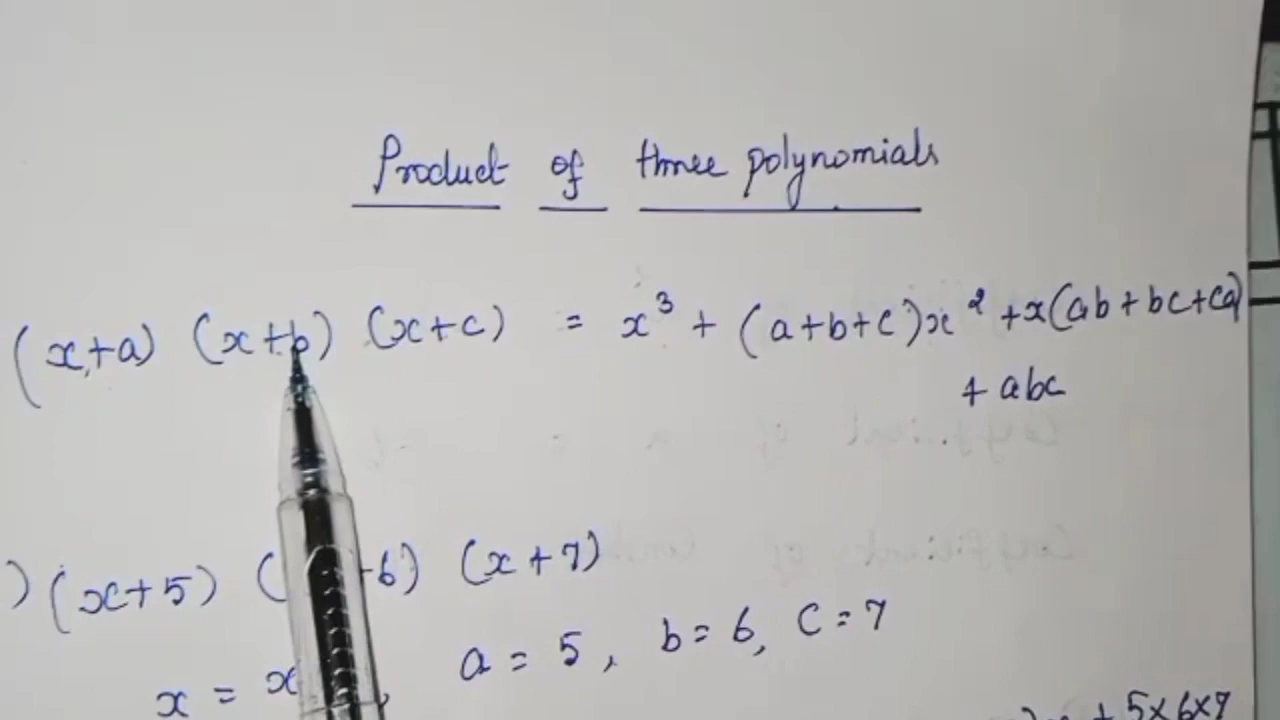 Product of three polynomials
(x+a) (x+b) (x+c) = x³ + (a+b+c)x² + x(ab+bc+ca)
+ abc
) (x+5) ( +6) (x+7)
x = x , a = 5, b = 6, c = 7
+ 5×6×7